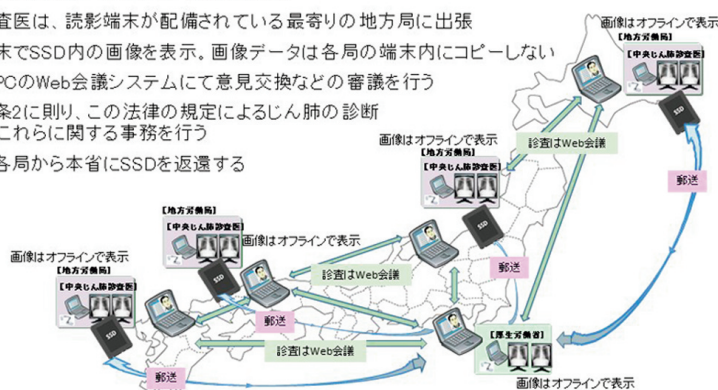 査医は、読影端末が配備されている最寄りの地方局に出張
末でSSD内の画像を表示。画像データは各局の端末内にコピーしない
PCのWeb会議システムにて意見交換などの審議を行う
条2に則り、この法律の規定によるじん肺の診断
これらに関する事務を行う
各局から本省にSSDを返還する
画像はオフラインで表示
【地方労働局】
【中央じん肺診査医】
SSD
郵送
診査はWeb会議
画像はオフラインで表示
【地方労働局】
【中央じん肺診査医】
SSD
郵送
【地方労働局】
【中央じん肺診査医】
画像はオフラインで表示
SSD
診査はWeb会議
郵送
画像はオフラインで表示
【地方労働局】
【中央じん肺診査医】
SSD
診査はWeb会議
郵送
【厚生労働省】
画像はオフラインで表示